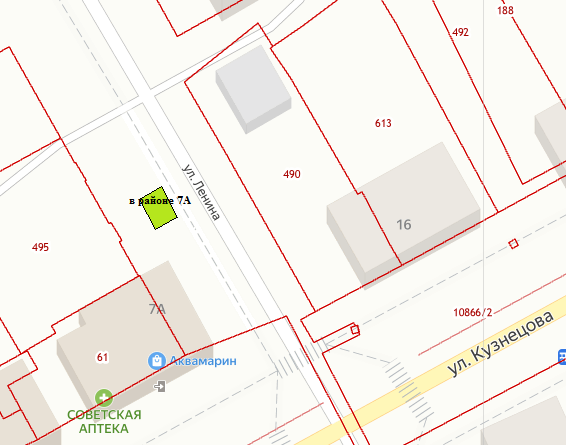 188
492
613
ул. Ленина
490
в районе 7А
16
495
10866/2
7А
ул. Кузнецова
61
Аквамарин
СОВЕТСКАЯ
АПТЕКА